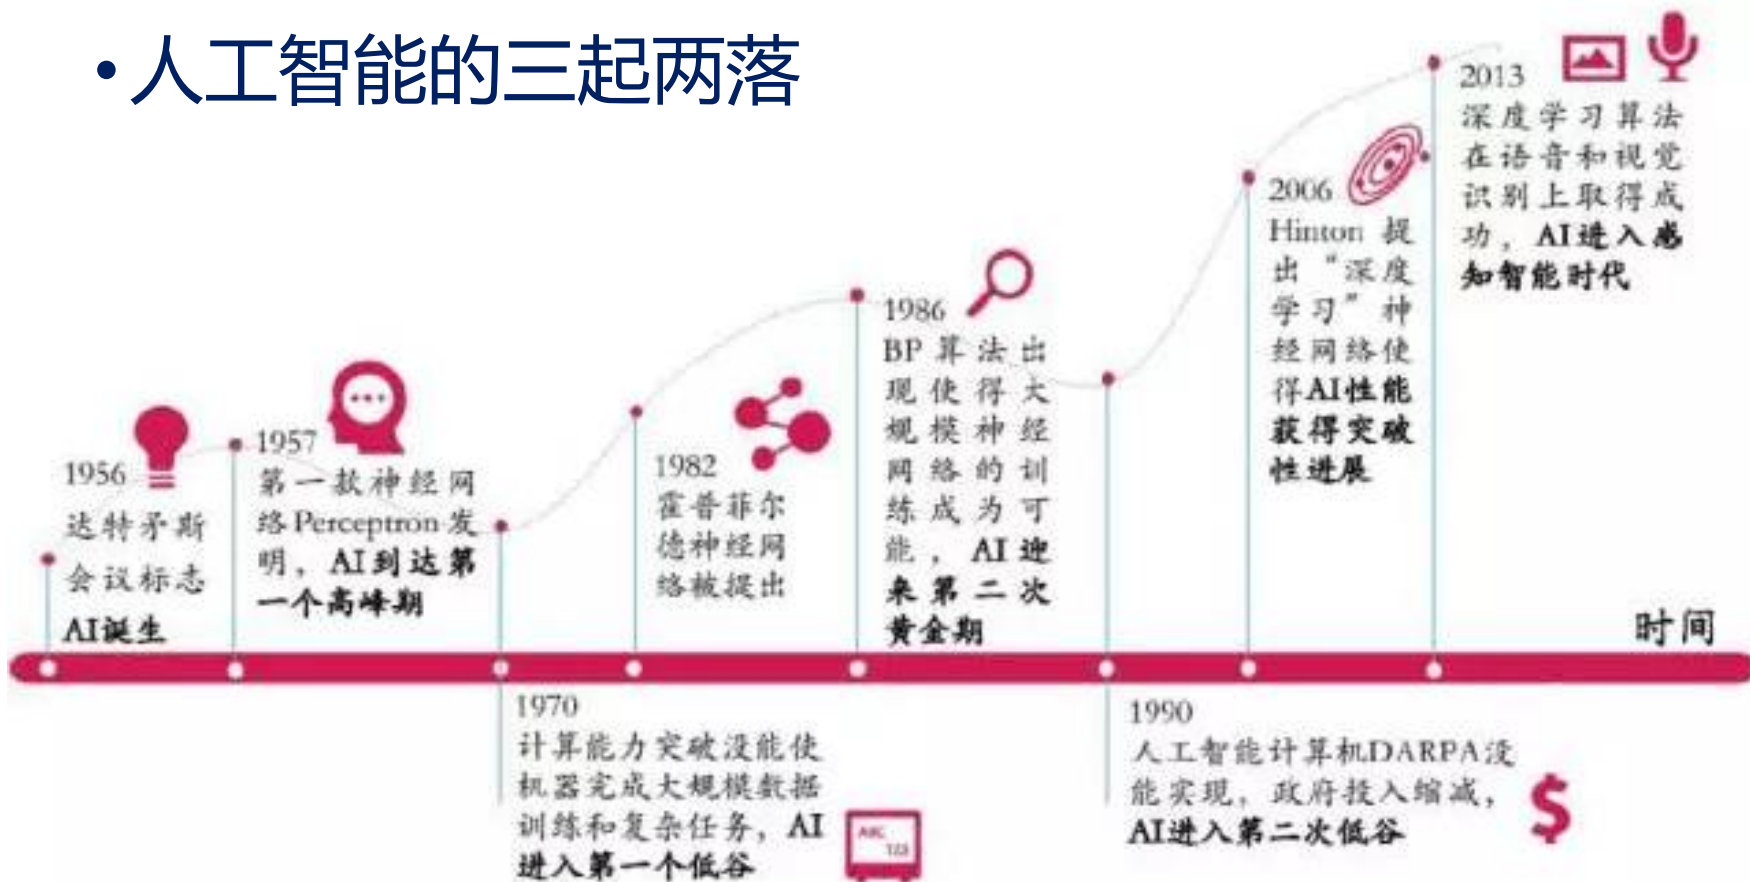 •人工智能的三起两落
1956
达特矛斯
会议标志
AI诞生
1957
第一款神经网
络Perceptron发
明，AI到达第
一个高峰期
1970
计算能力突破没能使
机器完成大规模数据
训练和复杂任务，AI
进入第一个低谷
ABC
123
1982
霍普菲尔
德神经网
络被提出
1986
BP算法出
现使得大
规模神经
网络的训
练成为可
能，AI迎
来第二次
黄金期
1990
人工智能计算机DARPA没
能实现，政府投入缩减，
AI进入第二次低谷
$
2006
Hinton 提
出“深度
学习”神
经网络使
得AI性能
获得突破
性进展
2013
深度学习算法
在语音和视觉
识别上取得成
功，AI进入感
知智能时代
时间